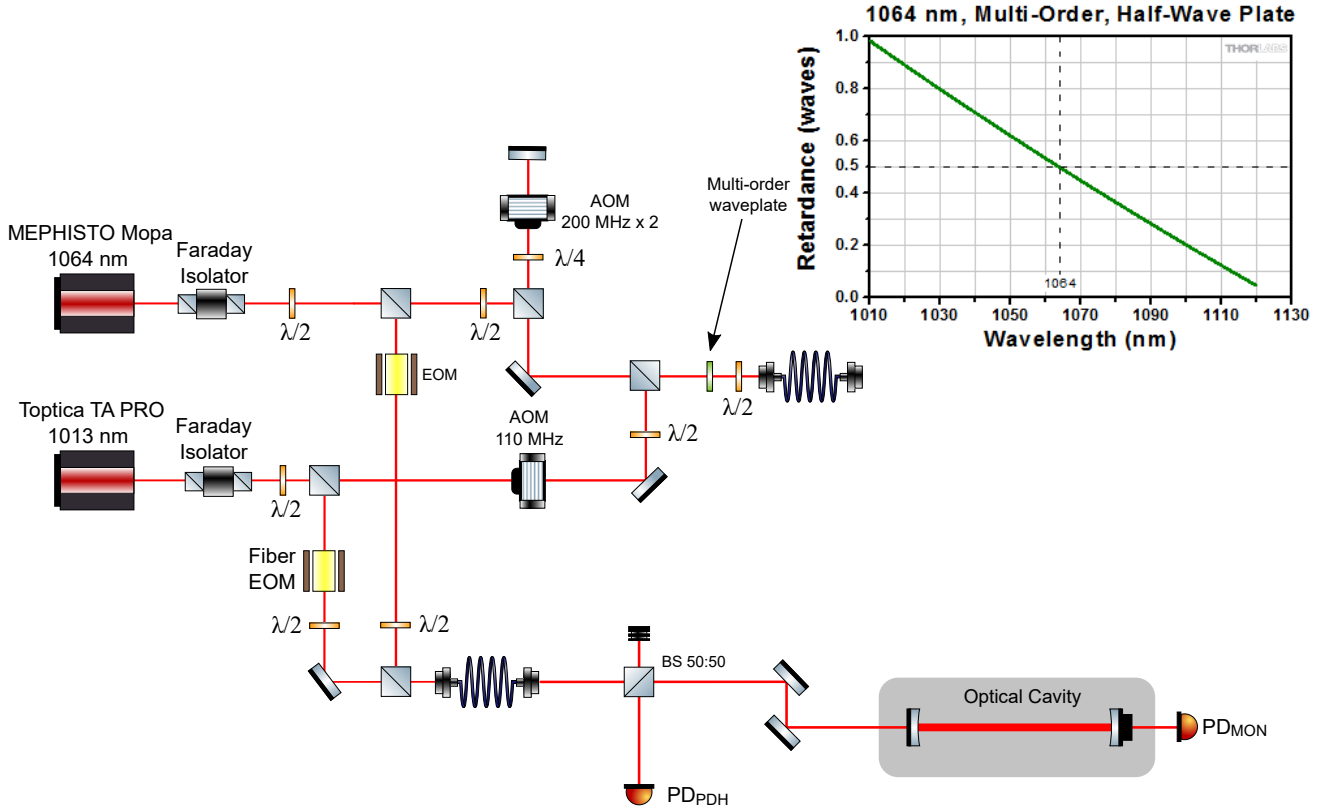 1064 nm, Multi-Order, Half-Wave Plate
1.0
0.8
0.6
0.5
0.4
0.2
0.0
Retardance (waves)
THORLABS
1064
1010
1030
1050
1070
1090
1110
1130
Wavelength (nm)
AOM
200 MHz x 2
λ/4
Multi-order
waveplate
MEPHISTO Mopa
1064 nm
Faraday
Isolator
λ/2
λ/2
EOM
λ/2
Toptica TA PRO
1013 nm
Faraday
Isolator
AOM
110 MHz
λ/2
λ/2
Fiber
EOM
λ/2
λ/2
BS 50:50
Optical Cavity
PDMON
PDPDH